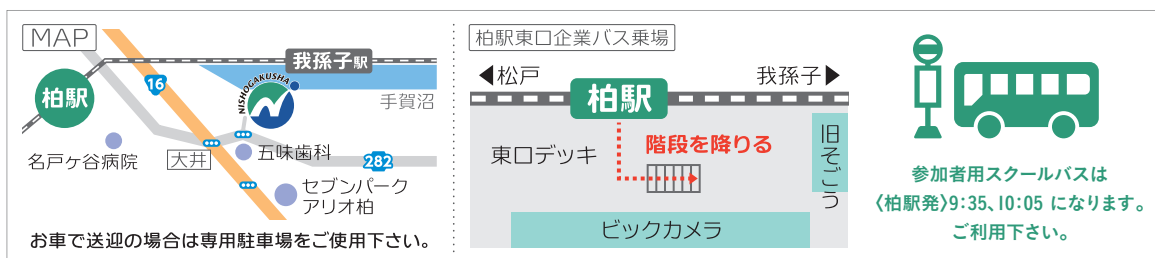 MAP
我孫子駅
柏駅
16
NISHOGAKUSHA
手賀沼
名戸ヶ谷病院
大井
五味歯科
282
セブンパーク
アリオ柏
お車で送迎の場合は専用駐車場をご使用下さい。
柏駅東口企業バス乗場
◀松戸
我孫子▶
柏駅
階段を降りる
東口デッキ
旧そごう
ビックカメラ
参加者用スクールバスは
〈柏駅発〉9:35、10:05 になります。
ご利用下さい。